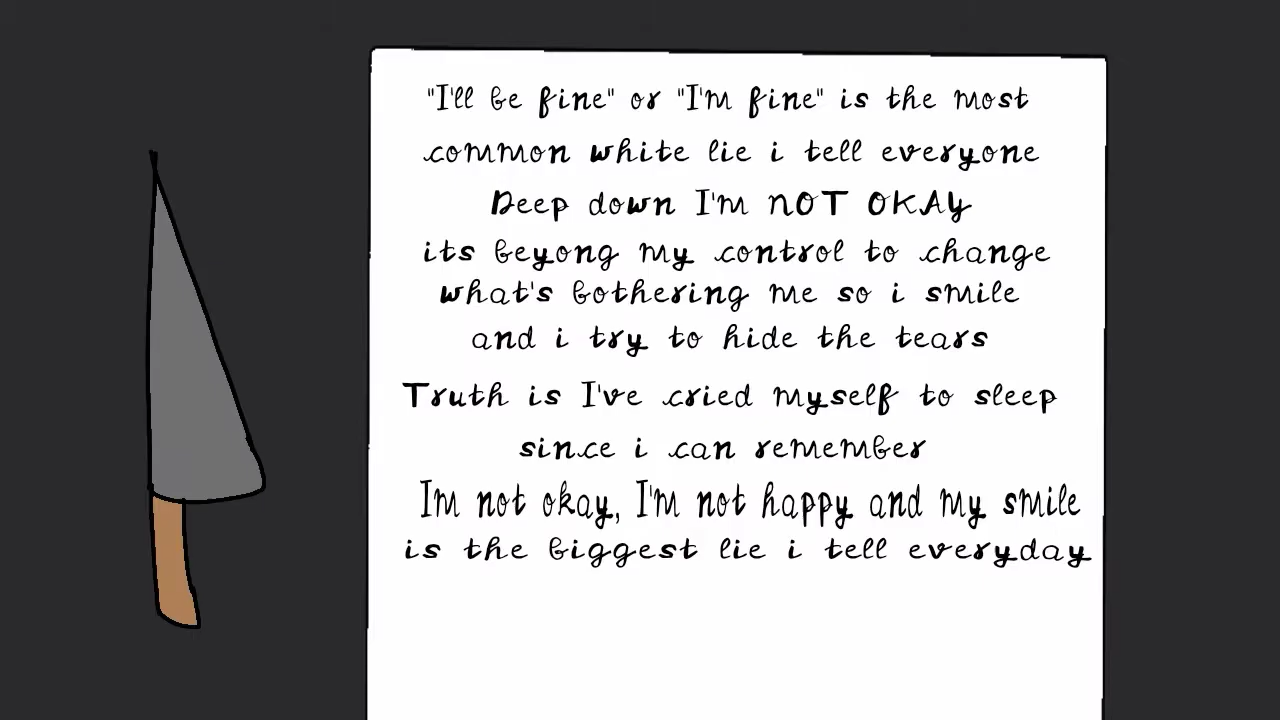 "I'll be fine" or "I'm fine" is the most
common white lie i tell everyone
Deep down I'm NOT OKAY
its beyong my control to change
what's bothering me so i smile
and i try to hide the tears
Truth is I've cried myself to sleep
since i can remember
Im not okay, I'm not happy and my smile
is the biggest lie i tell everyday